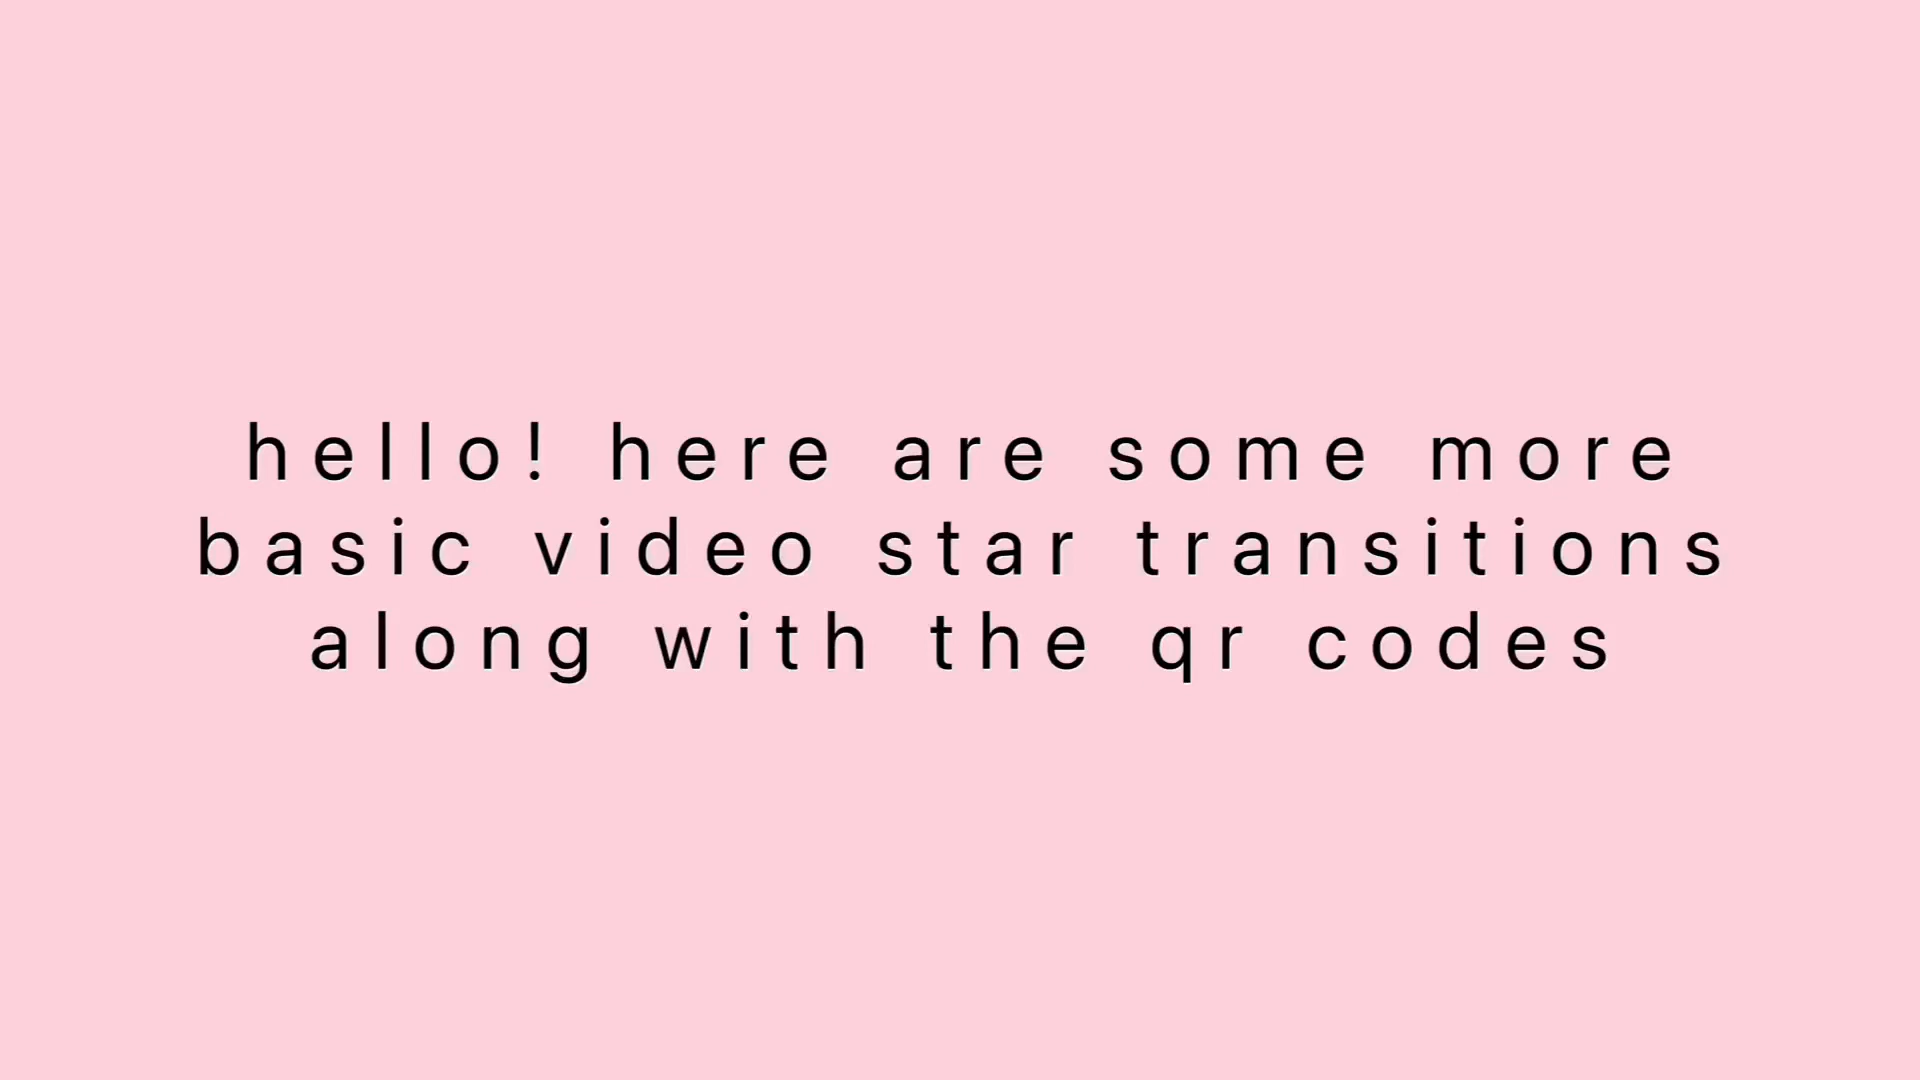 hello! here are some more
basic video star transitions
along with the qr codes